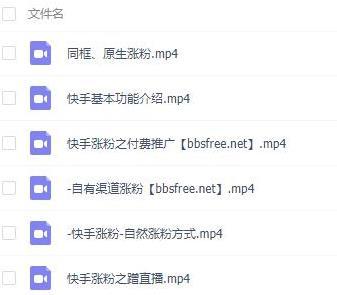 文件名
同框、原生涨粉.mp4
快手基本功能介绍.mp4
快手涨粉之付费推广【bbsfree.net】.mp4
-自有渠道涨粉【bbsfree.net】.mp4
-快手涨粉-自然涨粉方式.mp4
快手涨粉之蹭直播.mp4